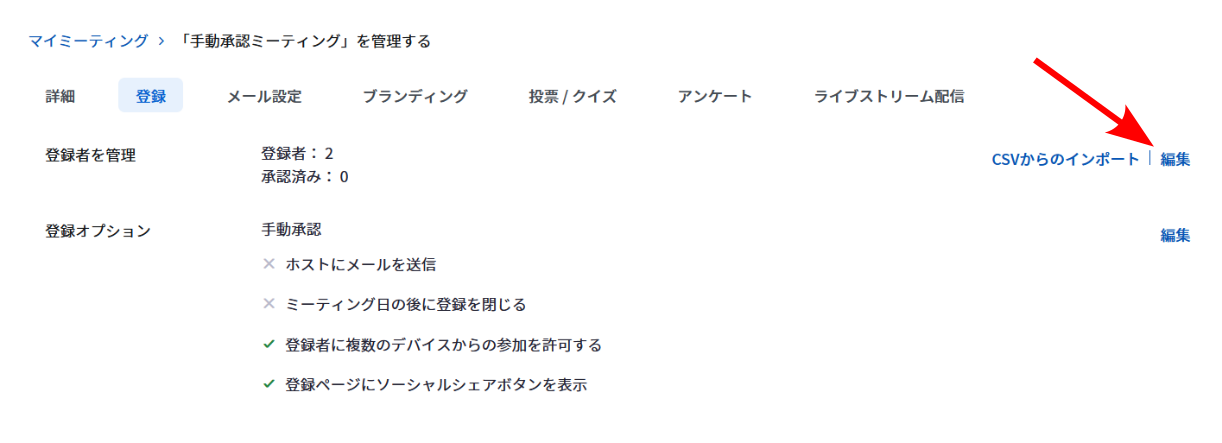 マイミーティング › 「手動承認ミーティング」を管理する
詳細 登録 メール設定 ブランディング 投票 / クイズ アンケート ライブストリーム配信
登録者を管理 登録者： 2 CSVからのインポート | 編集
承認済み： 0
登録オプション 手動承認 編集
× ホストにメールを送信
× ミーティング日の後に登録を閉じる
✓ 登録者に複数のデバイスからの参加を許可する
✓ 登録ページにソーシャルシェアボタンを表示